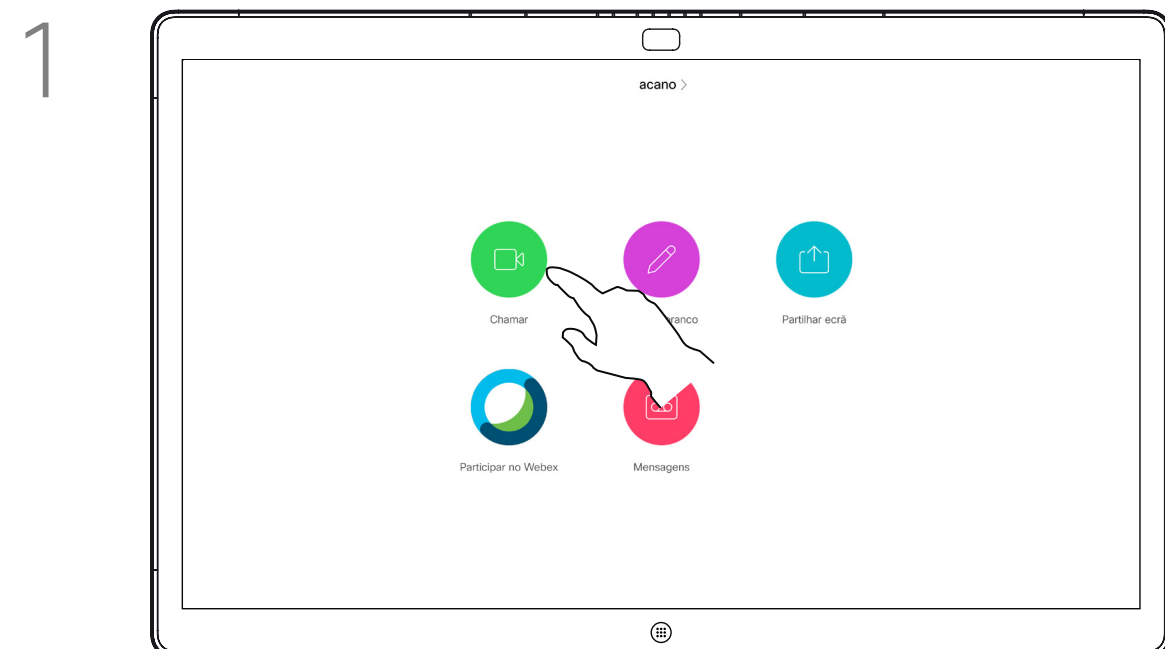 1
acano >
Chamar
Partilhar ecrã
Participar no Webex
Mensagens